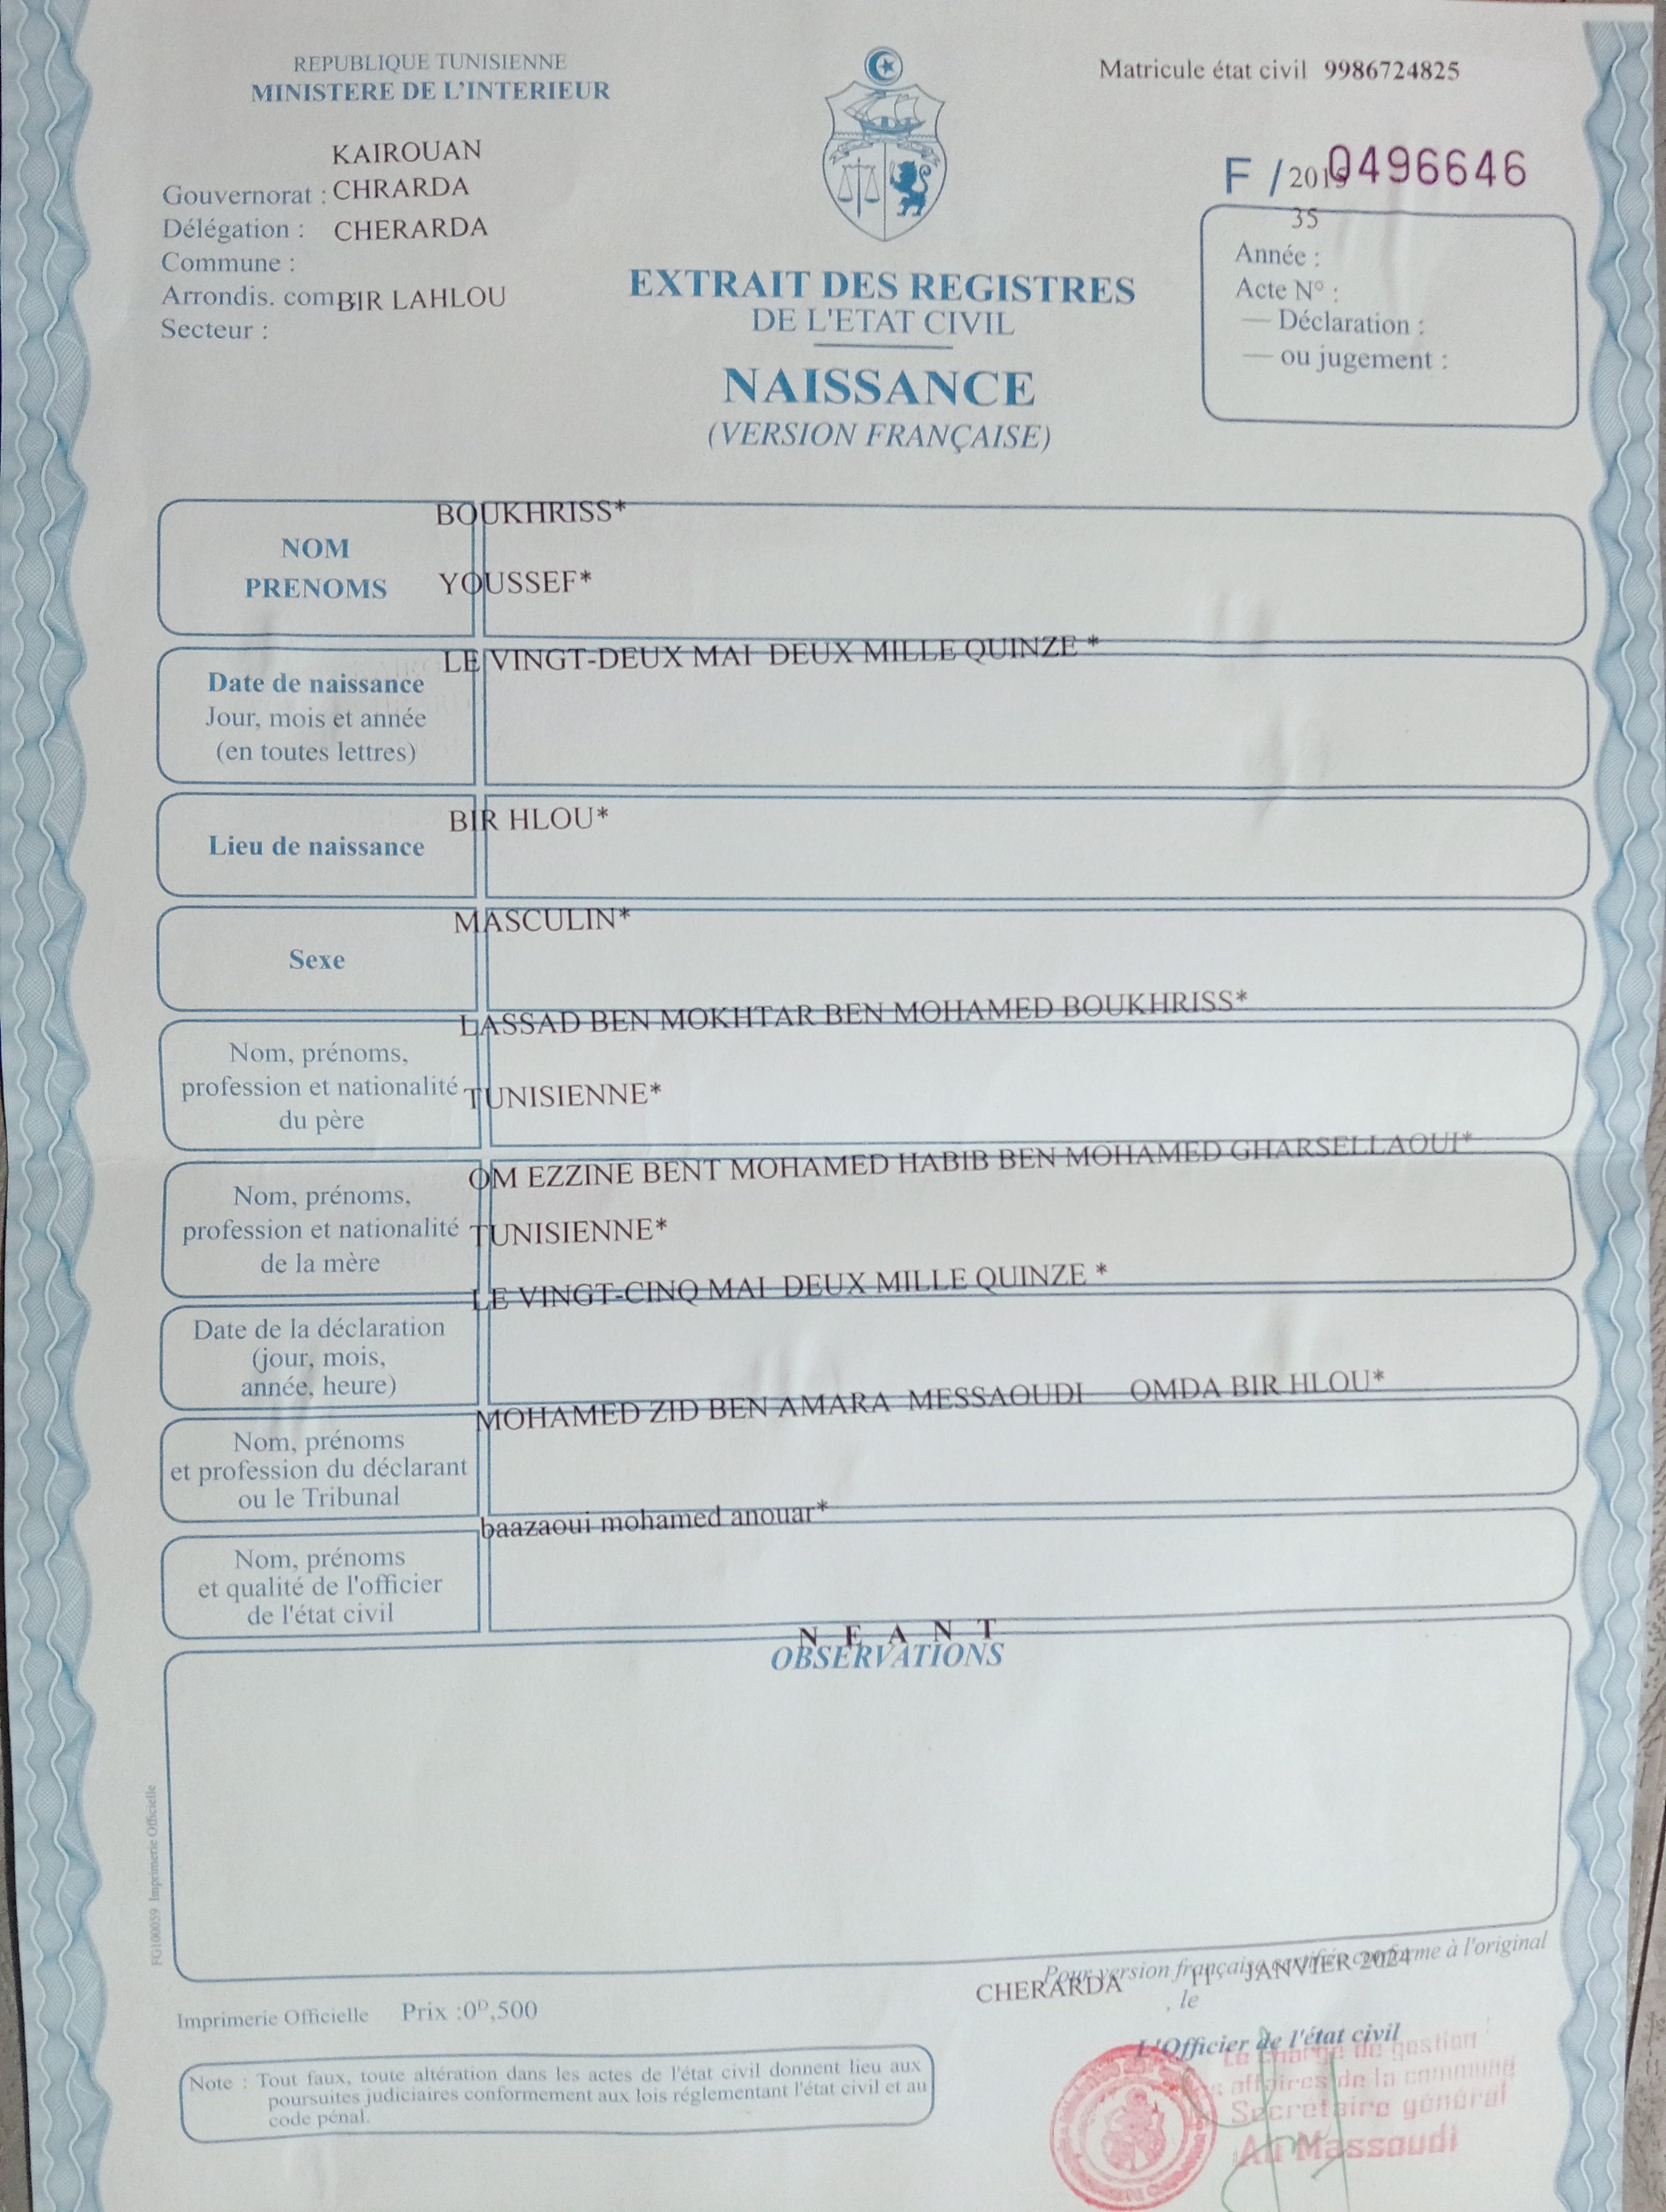 REPUBLIQUE TUNISIENNE
MINISTERE DE L'INTERIEUR
Matricule état civil 9986724825
KAIROUAN
Gouvernorat : CHRARDA
Délégation : CHERARDA
Commune :
Arrondis. com BIR LAHLOU
Secteur :
F / 2015 0496646
35
Année :
Acte N° :
— Déclaration :
— ou jugement :
EXTRAIT DES REGISTRES
DE L'ETAT CIVIL
NAISSANCE
(VERSION FRANÇAISE)
BOUKHRISS*
NOM
PRENOMS YOUSSEF*
LE VINGT-DEUX MAI DEUX MILLE QUINZE *
Date de naissance
Jour, mois et année
(en toutes lettres)
BIR HLOU*
Lieu de naissance
MASCULIN*
Sexe
LASSAD BEN MOKHTAR BEN MOHAMED BOUKHRISS*
Nom, prénoms,
profession et nationalité TUNISIENNE*
du père
OM EZZINE BENT MOHAMED HABIB BEN MOHAMED GHARSELLAOUI*
Nom, prénoms,
profession et nationalité TUNISIENNE*
de la mère
LE VINGT-CINQ MAI DEUX MILLE QUINZE *
Date de la déclaration
(jour, mois,
année, heure)
MOHAMED ZID BEN AMARA MESSAOUDI OMDA BIR HLOU*
Nom, prénoms
et profession du déclarant
ou le Tribunal
baazaoui mohamed anouar*
Nom, prénoms
et qualité de l'officier
de l'état civil
N E A N T
OBSERVATIONS
FG100059 Imprimerie Officielle
Pour version française certifiée conforme à l'original
CHERARDA , le 11 JANVIER 2024
Imprimerie Officielle Prix :0ᴰ,500
L'Officier de l'état civil
Le chargé de gestion
affaires de la commune
Secrétaire général
Ali Massoudi
Note : Tout faux, toute altération dans les actes de l'état civil donnent lieu aux
poursuites judiciaires conformement aux lois réglementant l'état civil et au
code pénal.